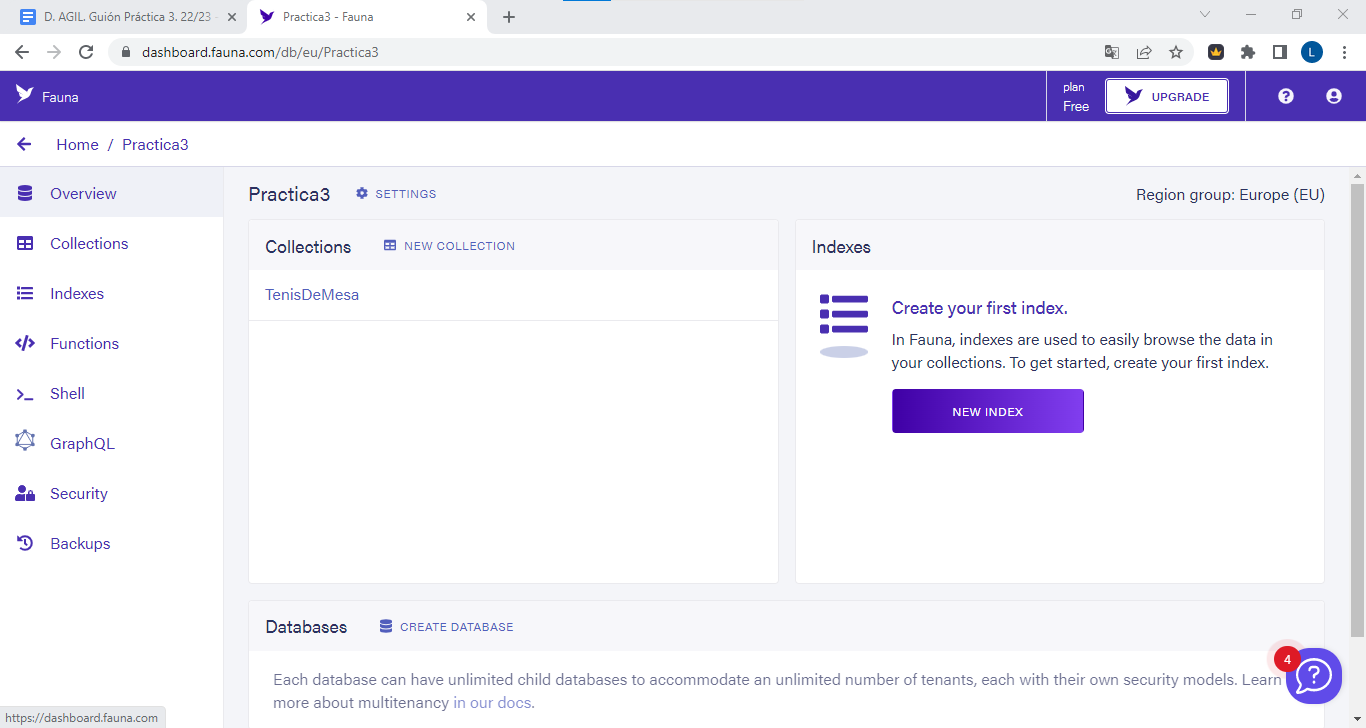 D. AGIL. Guión Práctica 3. 22/23
Practica3 - Fauna
dashboard.fauna.com/db/eu/Practica3
L
Fauna
plan
Free
UPGRADE
Home / Practica3
Overview
Collections
Indexes
Functions
Shell
GraphQL
Security
Backups
Practica3
SETTINGS
Region group: Europe (EU)
Collections
NEW COLLECTION
TenisDeMesa
Indexes
Create your first index.
In Fauna, indexes are used to easily browse the data in
your collections. To get started, create your first index.
NEW INDEX
Databases
CREATE DATABASE
Each database can have unlimited child databases to accommodate an unlimited number of tenants, each with their own security models. Learn
more about multitenancy in our docs.
4
?
https://dashboard.fauna.com